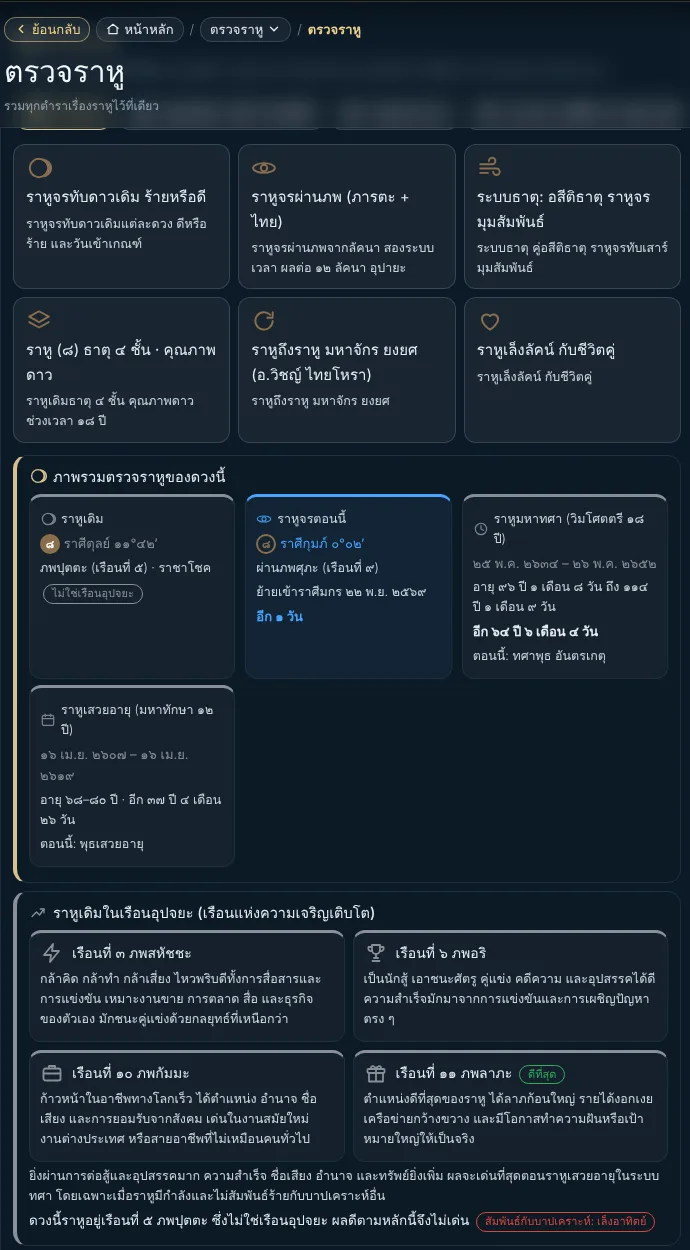 ย้อนกลับ หน้าหลัก / ตรวจราหู / ตรวจราหู
ตรวจราหู
รวมทุกตำราเรื่องราหูไว้ที่เดียว
ราหูจรทับดาวเดิม ร้ายหรือดี
ราหูจรทับดาวเดิมแต่ละดวง ดีหรือ
ร้าย และวันเข้าเกณฑ์
ราหูจรผ่านภพ (ภารตะ +
ไทย)
ราหูจรผ่านภพจากลัคนา สองระบบ
เวลา ผลต่อ ๑๒ ลัคนา อุปายะ
ระบบธาตุ: อสีติธาตุ ราหูจร
มุมสัมพันธ์
ระบบธาตุ คู่อสีติธาตุ ราหูจรทับเสาร์
มุมสัมพันธ์
ราหู (๘) ธาตุ ๔ ชั้น · คุณภาพ
ดาว
ราหูเดิมธาตุ ๔ ชั้น คุณภาพดาว
ช่วงเวลา ๑๘ ปี
ราหูถึงราหู มหาจักร ยงยศ
(อ.วิชญ์ ไทยโหรา)
ราหูถึงราหู มหาจักร ยงยศ
ราหูเล็งลัคน์ กับชีวิตคู่
ราหูเล็งลัคน์ กับชีวิตคู่
ภาพรวมตรวจราหูของดวงนี้
ราหูเดิม
๘ ราศีตุลย์ ๑๑°๔๒′
ภพปุตตะ (เรือนที่ ๕) · ราชาโชค
ไม่ใช่เรือนอุปจยะ
ราหูจรตอนนี้
๘ ราศีกุมภ์ ๐°๐๒′
ผ่านภพศุภะ (เรือนที่ ๙)
ย้ายเข้าราศีมกร ๒๒ พ.ย. ๒๕๖๙
อีก ๑ วัน
ราหูมหาทศา (วิมโศตตรี ๑๘
ปี)
๒๕ พ.ค. ๒๖๓๔ – ๒๖ พ.ค. ๒๖๕๒
อายุ ๙๖ ปี ๑ เดือน ๘ วัน ถึง ๑๑๔
ปี ๑ เดือน ๙ วัน
อีก ๖๔ ปี ๖ เดือน ๔ วัน
ตอนนี้: ทศาพุธ อันตรเกตุ
ราหูเสวยอายุ (มหาทักษา ๑๒
ปี)
๑๖ เม.ย. ๒๖๐๗ – ๑๖ เม.ย.
๒๖๑๙
อายุ ๖๘–๘๐ ปี · อีก ๓๗ ปี ๔ เดือน
๒๖ วัน
ตอนนี้: พุธเสวยอายุ
ราหูเดิมในเรือนอุปจยะ (เรือนแห่งความเจริญเติบโต)
เรือนที่ ๓ ภพสหัชชะ
กล้าคิด กล้าทำ กล้าเสี่ยง ไหวพริบดีทั้งการสื่อสารและ
การแข่งขัน เหมาะงานขาย การตลาด สื่อ และธุรกิจ
ของตัวเอง มักชนะคู่แข่งด้วยกลยุทธ์ที่เหนือกว่า
เรือนที่ ๖ ภพอริ
เป็นนักสู้ เอาชนะศัตรู คู่แข่ง คดีความ และอุปสรรคได้ดี
ความสำเร็จมักมาจากการแข่งขันและการเผชิญปัญหา
ตรง ๆ
เรือนที่ ๑๐ ภพกัมมะ
ก้าวหน้าในอาชีพทางโลกเร็ว ได้ตำแหน่ง อำนาจ ชื่อ
เสียง และการยอมรับจากสังคม เด่นในงานสมัยใหม่
งานต่างประเทศ หรือสายอาชีพที่ไม่เหมือนคนทั่วไป
เรือนที่ ๑๑ ภพลาภะ ดีที่สุด
ตำแหน่งดีที่สุดของราหู ได้ลาภก้อนใหญ่ รายได้งอกเงย
เครือข่ายกว้างขวาง และมีโอกาสทำความฝันหรือเป้า
หมายใหญ่ให้เป็นจริง
ยิ่งผ่านการต่อสู้และอุปสรรคมาก ความสำเร็จ ชื่อเสียง อำนาจ และทรัพย์ยิ่งเพิ่ม ผลจะเด่นที่สุดตอนราหูเสวยอายุในระบบ
ทศา โดยเฉพาะเมื่อราหูมีกำลังและไม่สัมพันธ์ร้ายกับบาปเคราะห์อื่น
ดวงนี้ราหูอยู่เรือนที่ ๕ ภพปุตตะ ซึ่งไม่ใช่เรือนอุปจยะ ผลดีตามหลักนี้จึงไม่เด่น สัมพันธ์กับบาปเคราะห์: เล็งอาทิตย์